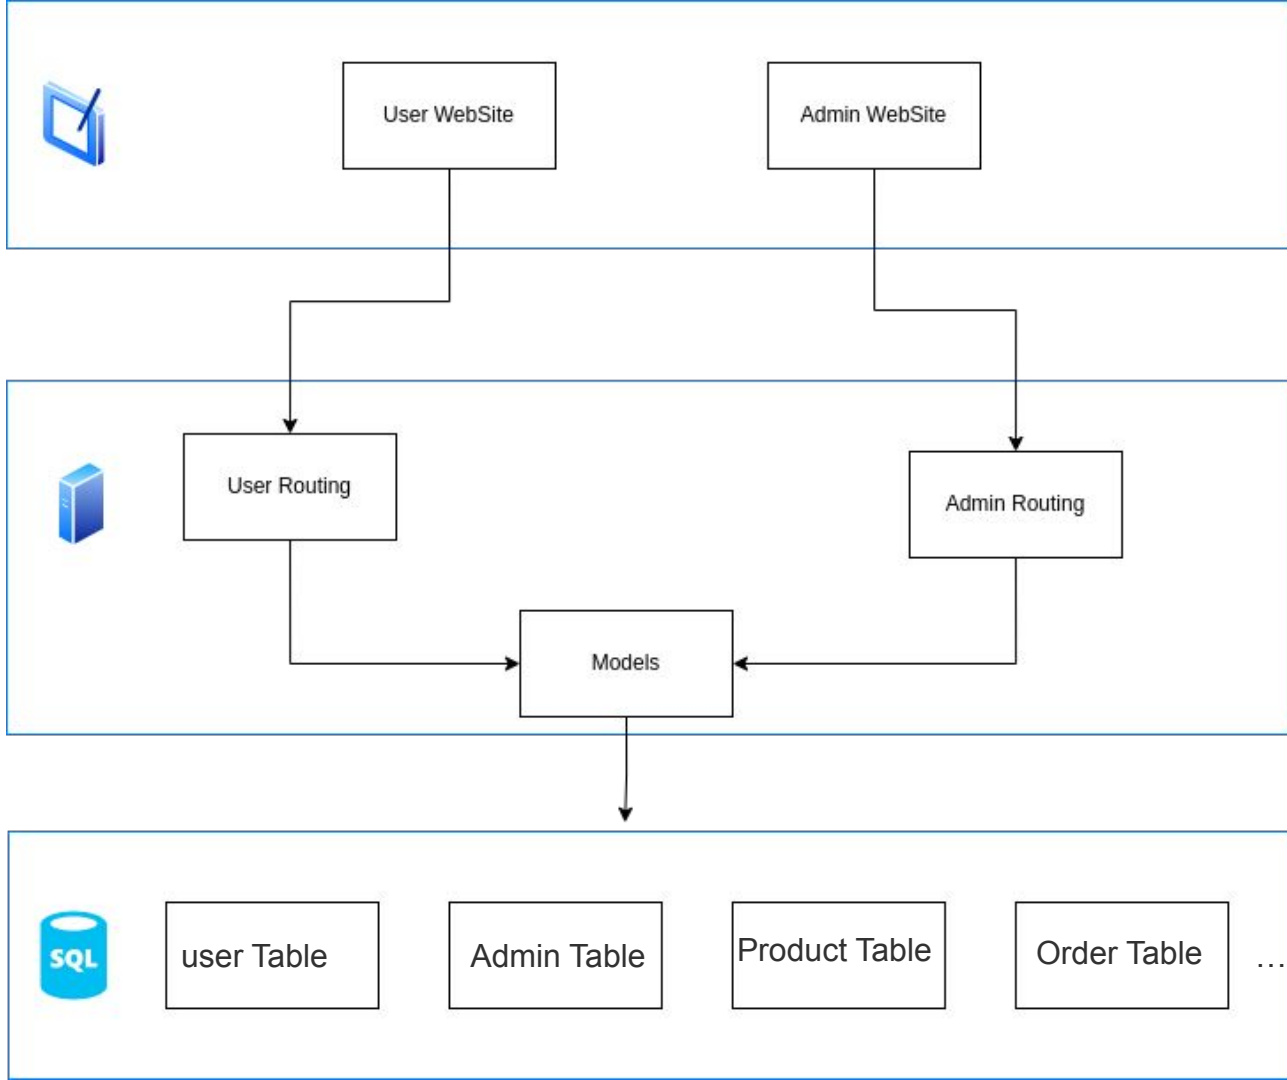 User WebSite
Admin WebSite
User Routing
Admin Routing
Models
SQL
user Table
Admin Table
Product Table
Order Table
...